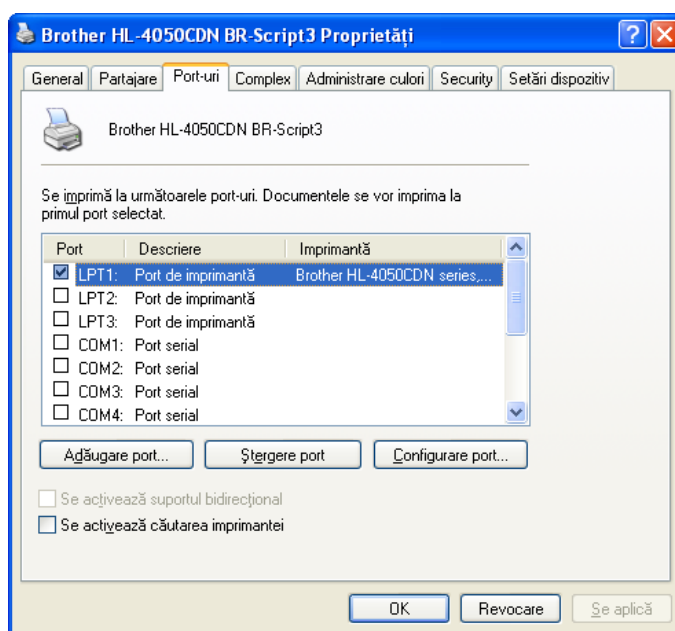 Brother HL-4050CDN BR-Script3 Proprietăți
General Partajare Port-uri Complex Administrare culori Security Setări dispozitiv
Brother HL-4050CDN BR-Script3
Se imprimă la următoarele port-uri. Documentele se vor imprima la
primul port selectat.
Port Descriere Imprimantă
LPT1: Port de imprimantă Brother HL-4050CDN series,...
LPT2: Port de imprimantă
LPT3: Port de imprimantă
COM1: Port serial
COM2: Port serial
COM3: Port serial
COM4: Port serial
Adăugare port... Ştergere port Configurare port...
Se activează suportul bidirecţional
Se activează căutarea imprimantei
OK Revocare Se aplică